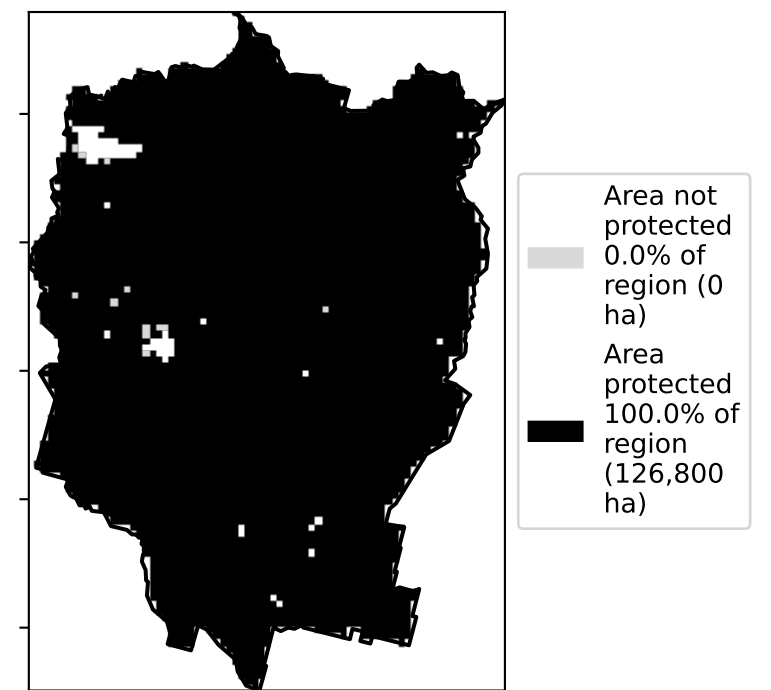 Area not
protected
0.0% of
region (0
ha)
Area
protected
100.0% of
region
(126,800
ha)